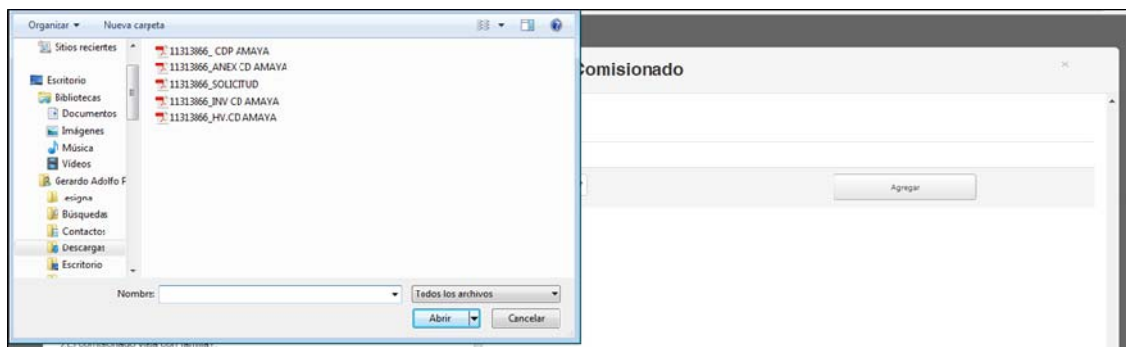 Organizar
Nueva carpeta
Sitios recientes
Escritorio
Bibliotecas
Documentos
Imágenes
Música
Vídeos
Gerardo Adolfo F
.esigna
Búsquedas
Contactos
Descargas
Escritorio
11313866_ CDP AMAYA
11313866_ANEX CD AMAYA
11313866_SOLICITUD
11313866_INV CD AMAYA
11313866_HV.CD AMAYA
Nombre:
Todos los archivos
Abrir
Cancelar
Comisionado
×
Agregar